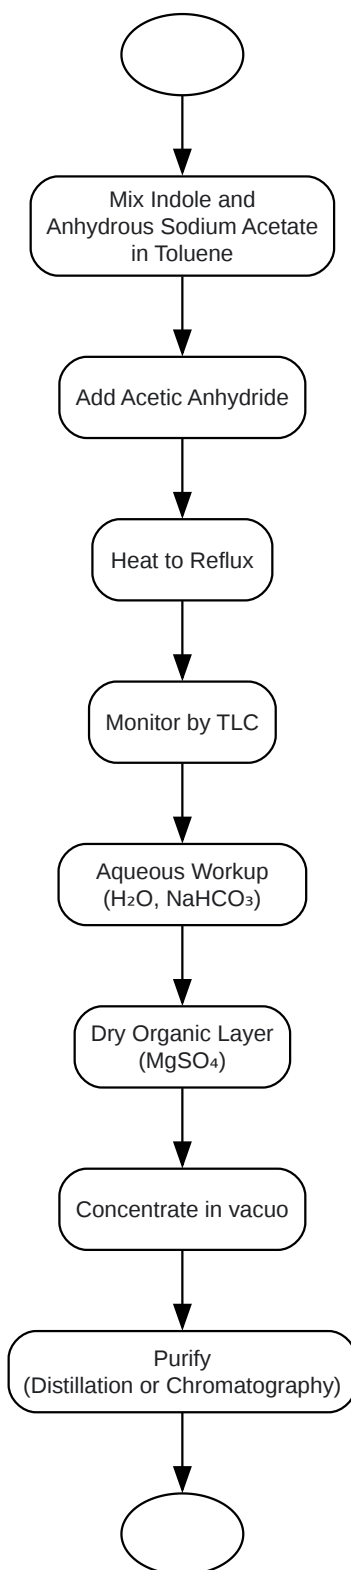 Mix Indole and
Anhydrous Sodium Acetate
in Toluene
Add Acetic Anhydride
Heat to Reflux
Monitor by TLC
Aqueous Workup
(H₂O, NaHCO₃)
Dry Organic Layer
(MgSO₄)
Concentrate in vacuo
Purify
(Distillation or Chromatography)